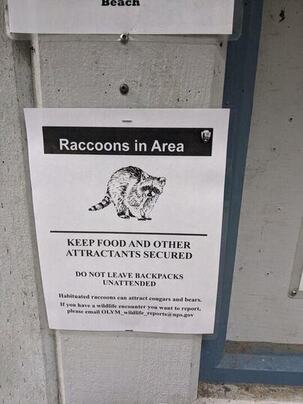 Beach
Raccoons in Area
KEEP FOOD AND OTHER
ATTRACTANTS SECURED
DO NOT LEAVE BACKPACKS
UNATTENDED
Habituated raccoons can attract cougars and bears.
If you have a wildlife encounter you want to report,
please email OLYM_wildlife_reports@nps.gov